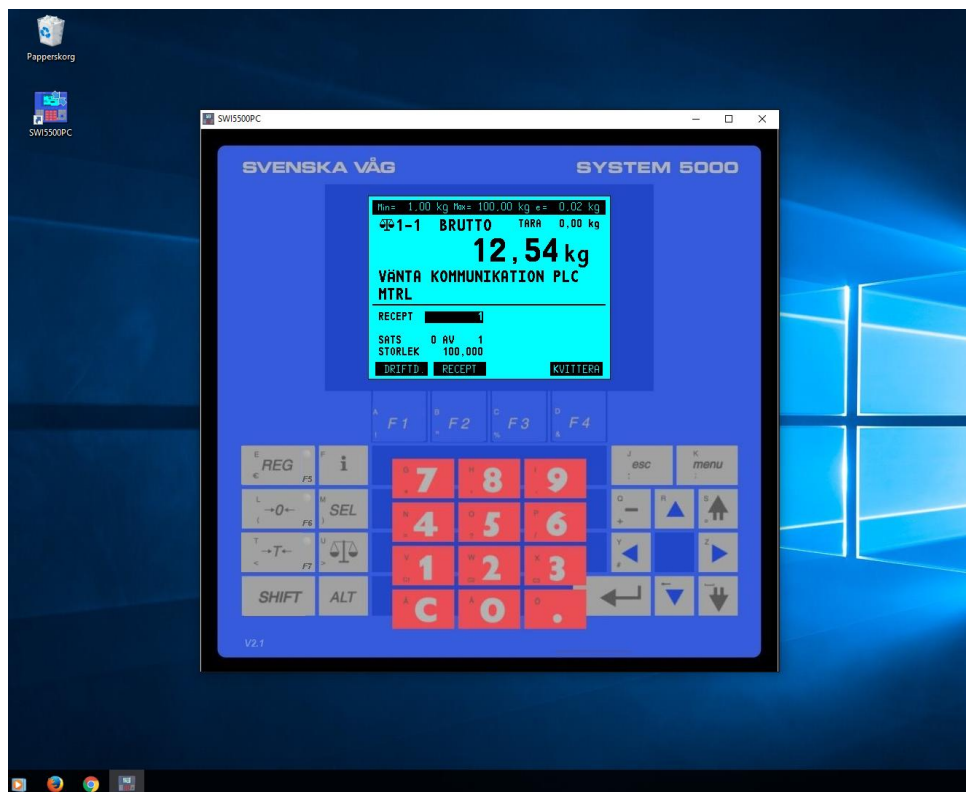 Papperskorg
SWI5500PC
SWI5500PC
SVENSKA VÅG
SYSTEM 5000
Min= 1,00 kg Max= 100,00 kg e= 0,02 kg
1-1 BRUTTO TARA 0,00 kg
12,54 kg
VÄNTA KOMMUNIKATION PLC
MTRL
RECEPT 1
SATS 0 AV 1
STORLEK 100,000
DRIFTD. RECEPT KVITTERA
A F1 !
B F2 "
C F3 %
D F4 &
E REG € F5
F i
7
8
9
J esc :
K menu :
L →0← ( F6
M SEL )
4
5
6
Q - +
R
S
T →T← < F7
U >
1
2
3
Y #
Z
SHIFT
ALT
C
0
.
V2.1